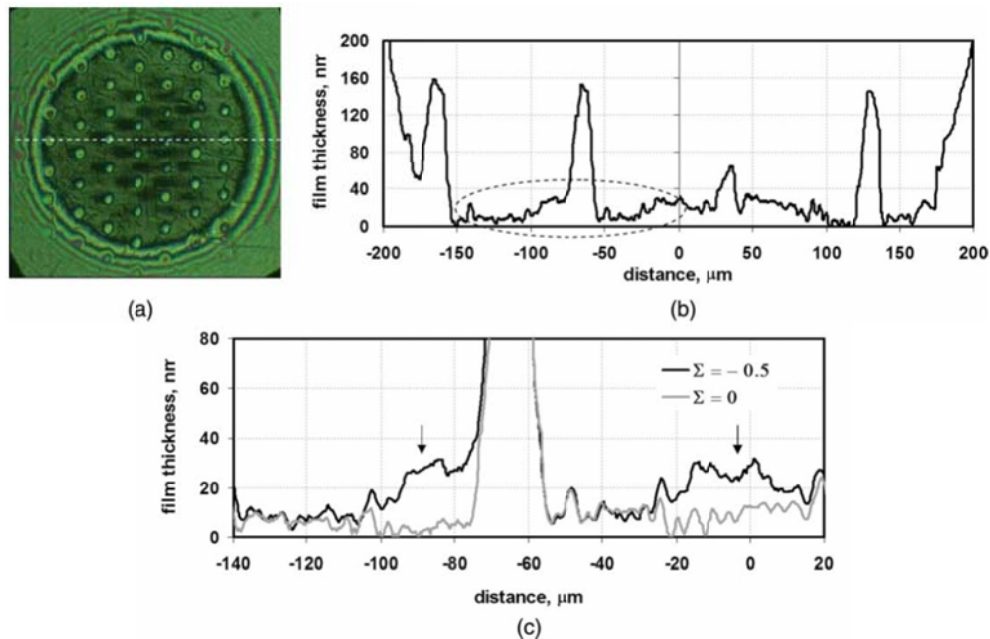 (a)
film thickness, nm
200
160
120
80
40
0
-200 -150 -100 -50 0 50 100 150 200
distance, μm
(b)
film thickness, nm
80
60
40
20
0
Σ = − 0.5
Σ = 0
-140 -120 -100 -80 -60 -40 -20 0 20
distance, μm
(c)